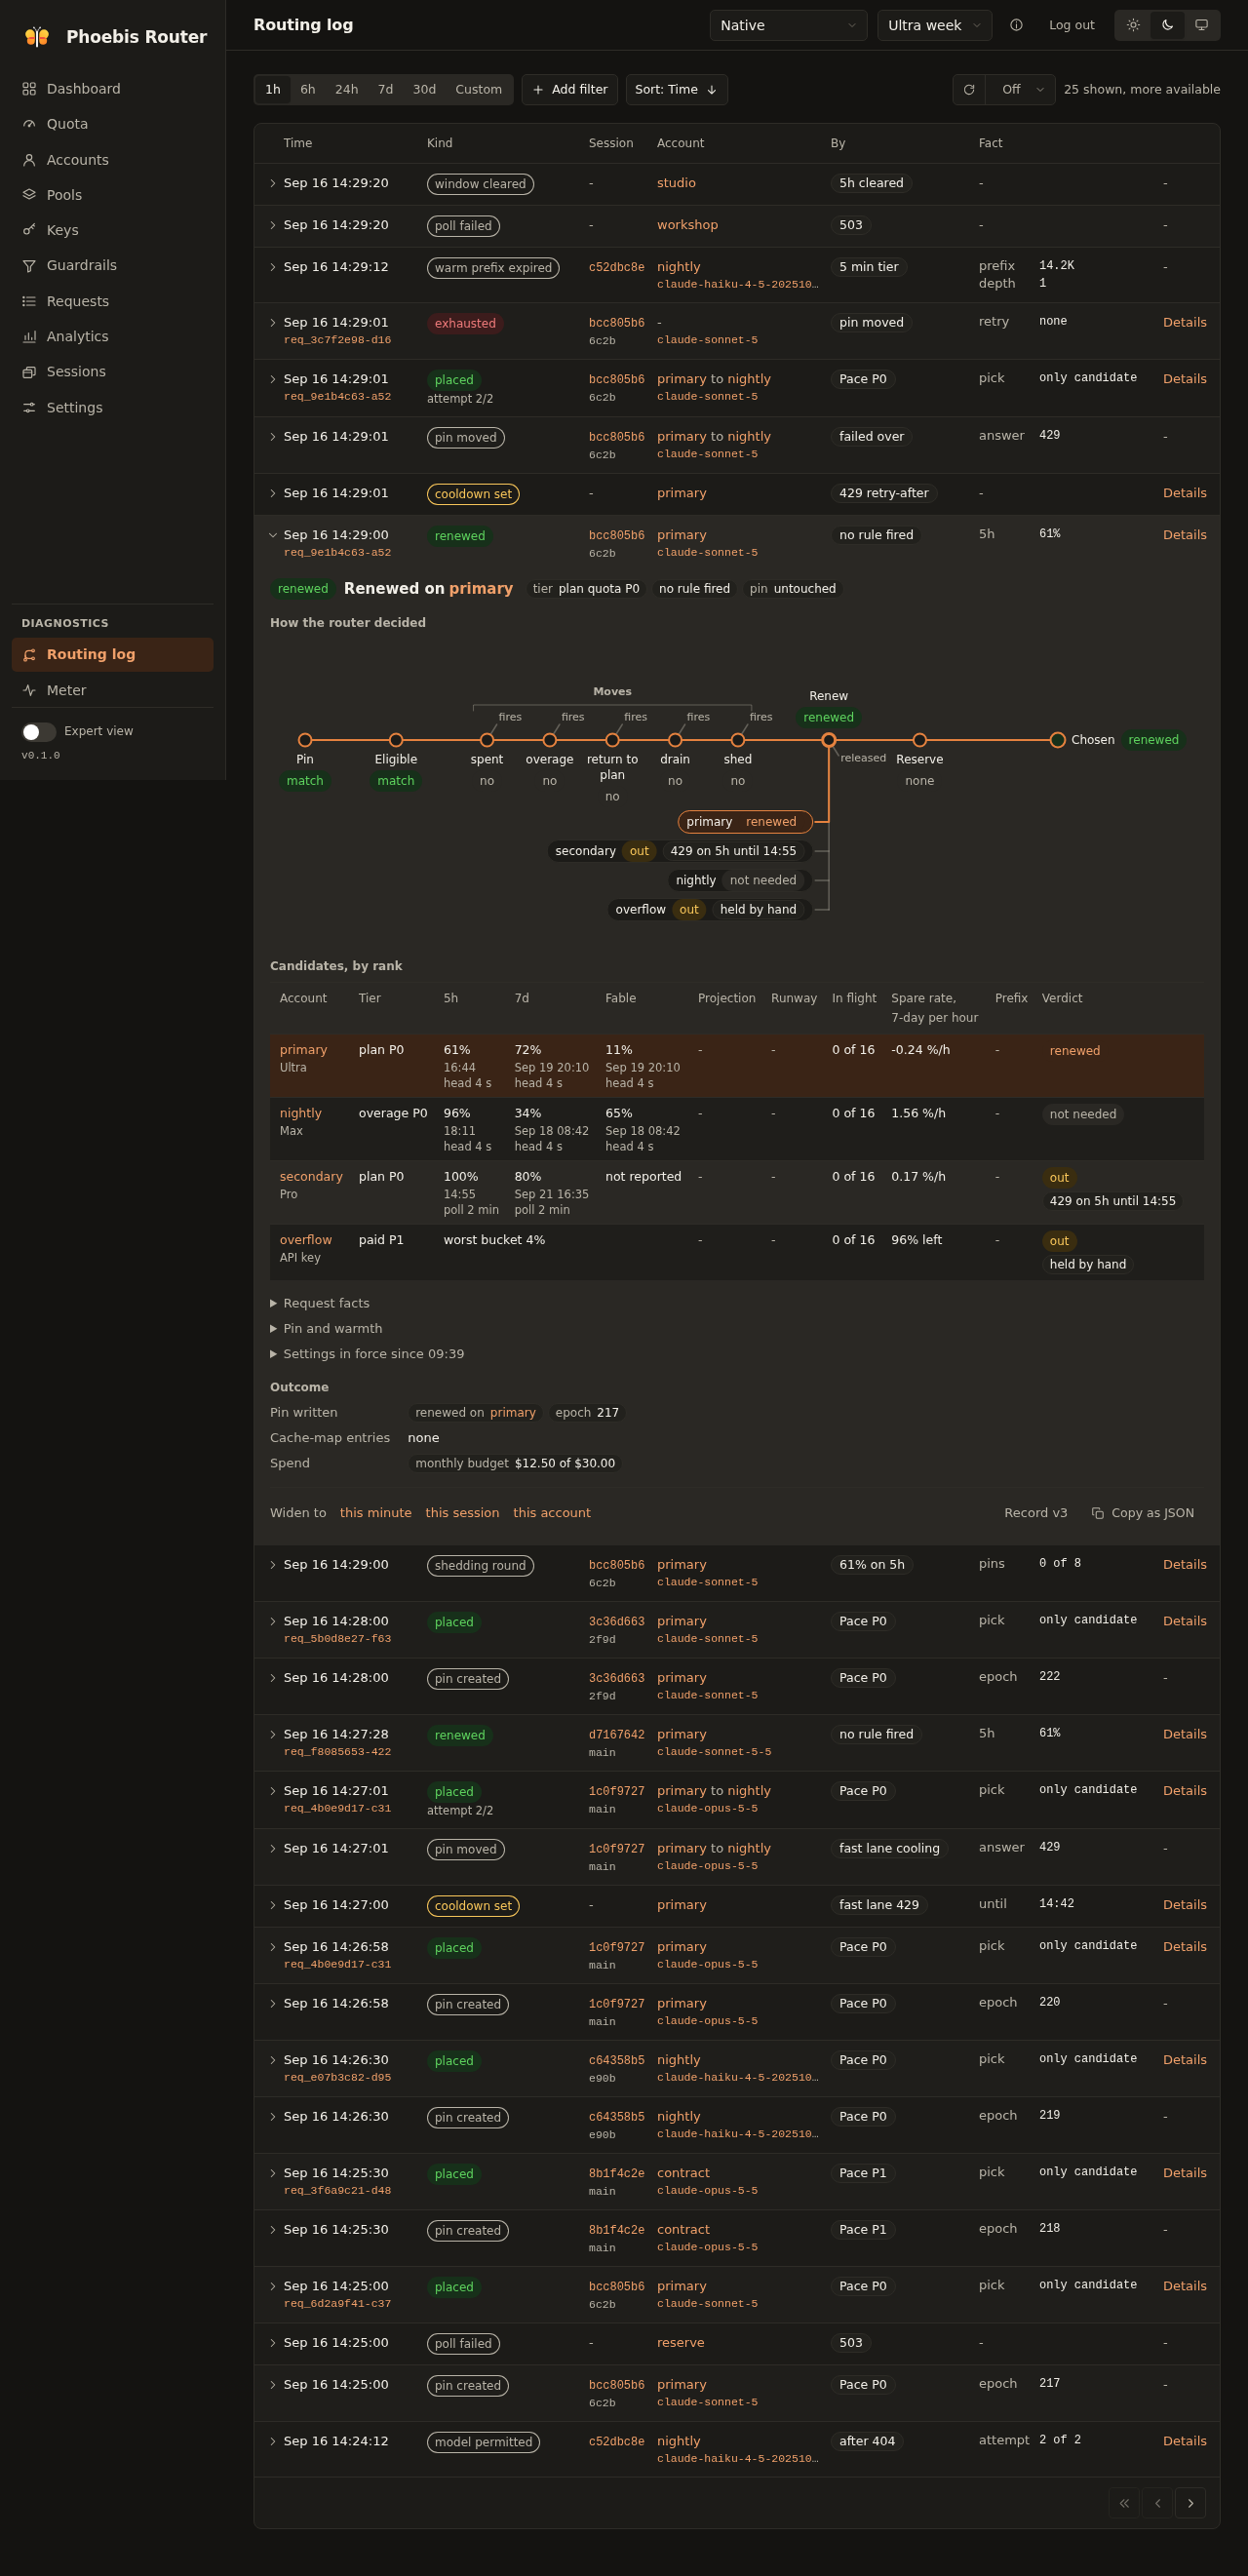 Phoebis Router
Routing log
Native
Ultra week
Log out
Dashboard
Quota
Accounts
Pools
Keys
Guardrails
Requests
Analytics
Sessions
Settings
DIAGNOSTICS
Routing log
Meter
Expert view
v0.1.0
1h 6h 24h 7d 30d Custom
Add filter
Sort: Time ↓
Off
25 shown, more available
Time Kind Session Account By Fact
Sep 16 14:29:20 window cleared - studio 5h cleared - -
Sep 16 14:29:20 poll failed - workshop 503 - -
Sep 16 14:29:12 warm prefix expired c52dbc8e nightly 5 min tier prefix 14.2K -
claude-haiku-4-5-202510… depth 1
Sep 16 14:29:01 exhausted bcc805b6 - pin moved retry none Details
req_3c7f2e98-d16 6c2b claude-sonnet-5
Sep 16 14:29:01 placed bcc805b6 primary to nightly Pace P0 pick only candidate Details
req_9e1b4c63-a52 attempt 2/2 6c2b claude-sonnet-5
Sep 16 14:29:01 pin moved bcc805b6 primary to nightly failed over answer 429 -
6c2b claude-sonnet-5
Sep 16 14:29:01 cooldown set - primary 429 retry-after - Details
Sep 16 14:29:00 renewed bcc805b6 primary no rule fired 5h 61% Details
req_9e1b4c63-a52 6c2b claude-sonnet-5
renewed Renewed on primary tier plan quota P0 no rule fired pin untouched
How the router decided
Moves
Renew
fires fires fires fires fires renewed
Pin Eligible spent overage return to plan drain shed released Reserve Chosen renewed
match match no no no no no none
primary renewed
secondary out 429 on 5h until 14:55
nightly not needed
overflow out held by hand
Candidates, by rank
Account Tier 5h 7d Fable Projection Runway In flight Spare rate, 7-day per hour Prefix Verdict
primary plan P0 61% 72% 11% - - 0 of 16 -0.24 %/h - renewed
Ultra 16:44 Sep 19 20:10 Sep 19 20:10
head 4 s head 4 s head 4 s
nightly overage P0 96% 34% 65% - - 0 of 16 1.56 %/h - not needed
Max 18:11 Sep 18 08:42 Sep 18 08:42
head 4 s head 4 s head 4 s
secondary plan P0 100% 80% not reported - - 0 of 16 0.17 %/h - out
Pro 14:55 Sep 21 16:35 429 on 5h until 14:55
poll 2 min poll 2 min
overflow paid P1 worst bucket 4% - - 0 of 16 96% left - out
API key held by hand
Request facts
Pin and warmth
Settings in force since 09:39
Outcome
Pin written renewed on primary epoch 217
Cache-map entries none
Spend monthly budget $12.50 of $30.00
Widen to this minute this session this account Record v3 Copy as JSON
Sep 16 14:29:00 shedding round bcc805b6 primary 61% on 5h pins 0 of 8 Details
6c2b claude-sonnet-5
Sep 16 14:28:00 placed 3c36d663 primary Pace P0 pick only candidate Details
req_5b0d8e27-f63 2f9d claude-sonnet-5
Sep 16 14:28:00 pin created 3c36d663 primary Pace P0 epoch 222 -
2f9d claude-sonnet-5
Sep 16 14:27:28 renewed d7167642 primary no rule fired 5h 61% Details
req_f8085653-422 main claude-sonnet-5-5
Sep 16 14:27:01 placed 1c0f9727 primary to nightly Pace P0 pick only candidate Details
req_4b0e9d17-c31 attempt 2/2 main claude-opus-5-5
Sep 16 14:27:01 pin moved 1c0f9727 primary to nightly fast lane cooling answer 429 -
main claude-opus-5-5
Sep 16 14:27:00 cooldown set - primary fast lane 429 until 14:42 Details
Sep 16 14:26:58 placed 1c0f9727 primary Pace P0 pick only candidate Details
req_4b0e9d17-c31 main claude-opus-5-5
Sep 16 14:26:58 pin created 1c0f9727 primary Pace P0 epoch 220 -
main claude-opus-5-5
Sep 16 14:26:30 placed c64358b5 nightly Pace P0 pick only candidate Details
req_e07b3c82-d95 e90b claude-haiku-4-5-202510…
Sep 16 14:26:30 pin created c64358b5 nightly Pace P0 epoch 219 -
e90b claude-haiku-4-5-202510…
Sep 16 14:25:30 placed 8b1f4c2e contract Pace P1 pick only candidate Details
req_3f6a9c21-d48 main claude-opus-5-5
Sep 16 14:25:30 pin created 8b1f4c2e contract Pace P1 epoch 218 -
main claude-opus-5-5
Sep 16 14:25:00 placed bcc805b6 primary Pace P0 pick only candidate Details
req_6d2a9f41-c37 6c2b claude-sonnet-5
Sep 16 14:25:00 poll failed - reserve 503 - -
Sep 16 14:25:00 pin created bcc805b6 primary Pace P0 epoch 217 -
6c2b claude-sonnet-5
Sep 16 14:24:12 model permitted c52dbc8e nightly after 404 attempt 2 of 2 Details
claude-haiku-4-5-202510…